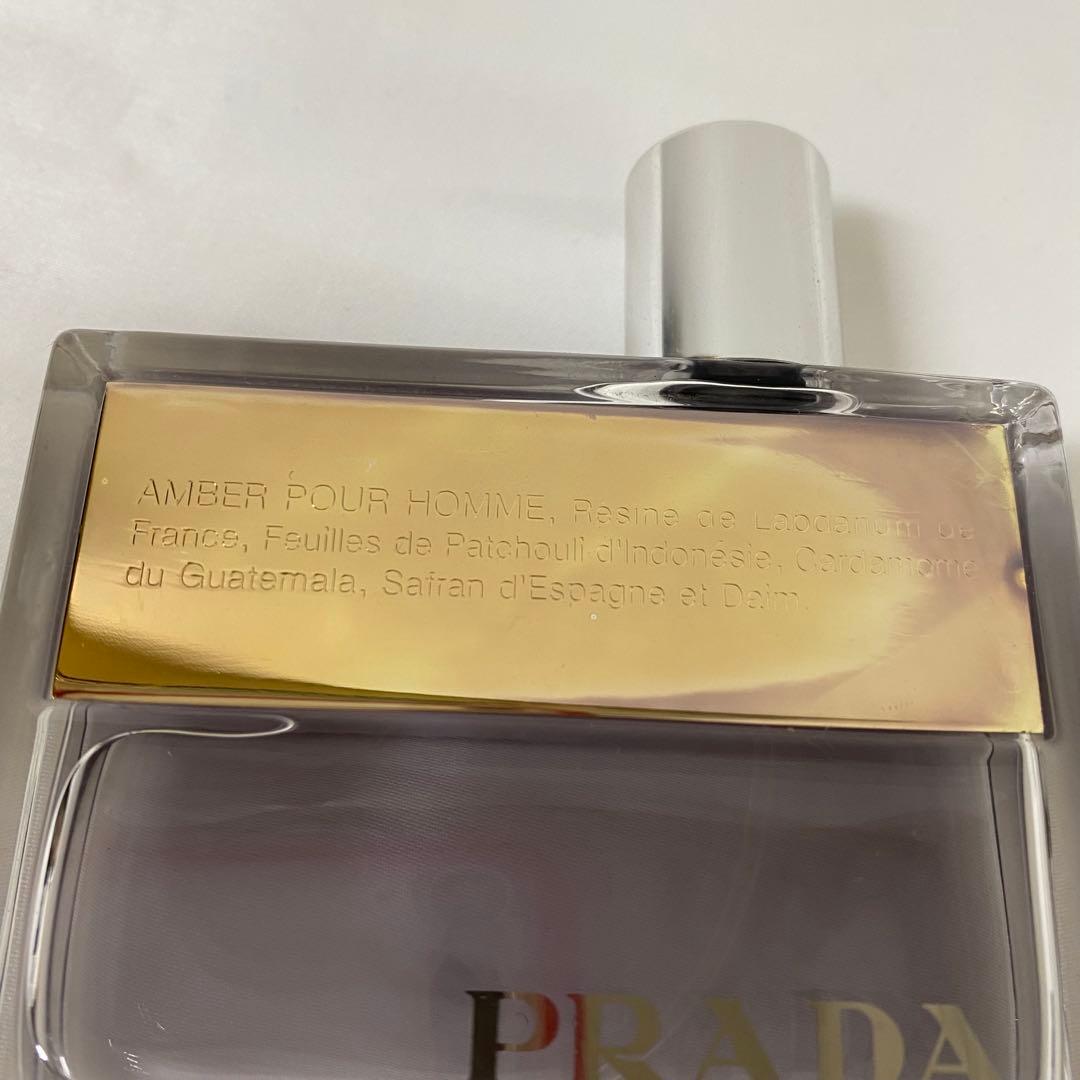 AMBER POUR HOMME, Resine de Labdanum de
France, Feuilles de Patchouli d'Indonésie, Cardamome
du Guatemala, Safran d'Espagne et Daim.
PRADA